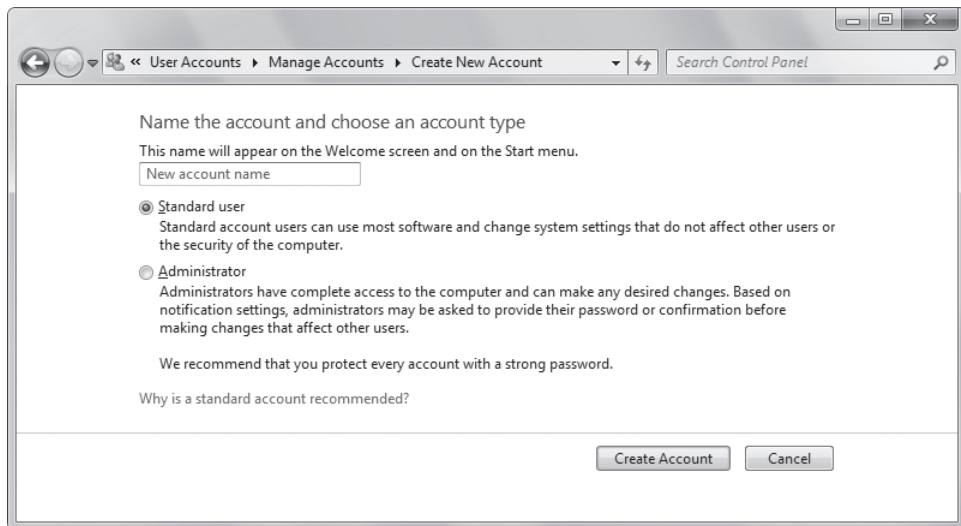 « User Accounts ▸ Manage Accounts ▸ Create New Account
Search Control Panel
Name the account and choose an account type
This name will appear on the Welcome screen and on the Start menu.
New account name
Standard user
Standard account users can use most software and change system settings that do not affect other users or
the security of the computer.
Administrator
Administrators have complete access to the computer and can make any desired changes. Based on
notification settings, administrators may be asked to provide their password or confirmation before
making changes that affect other users.
We recommend that you protect every account with a strong password.
Why is a standard account recommended?
Create Account
Cancel